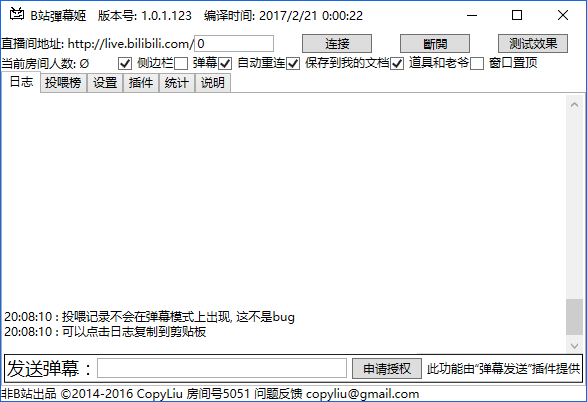 B站彈幕姬 版本号: 1.0.1.123 编译时间: 2017/2/21 0:00:22
直播间地址: http://live.bilibili.com/ 0 连接 断開 测试效果
当前房间人数: Ø 侧边栏 弹幕 自动重连 保存到我的文档 道具和老爷 窗口置顶
日志 投喂榜 设置 插件 统计 说明
20:08:10 : 投喂记录不会在弹幕模式上出现, 这不是bug
20:08:10 : 可以点击日志复制到剪贴板
发送弹幕： 申请授权 此功能由“弹幕发送”插件提供
非B站出品 ©2014-2016 CopyLiu 房间号5051 问题反馈 copyliu@gmail.com